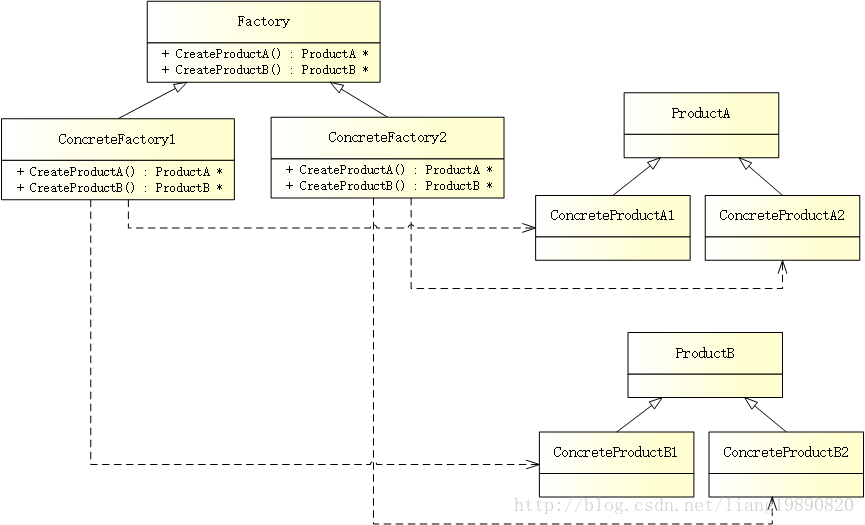 Factory
+ CreateProductA() : ProductA *
+ CreateProductB() : ProductB *
ConcreteFactory1
+ CreateProductA() : ProductA *
+ CreateProductB() : ProductB *
ConcreteFactory2
+ CreateProductA() : ProductA *
+ CreateProductB() : ProductB *
ProductA
ConcreteProductA1
ConcreteProductA2
ProductB
ConcreteProductB1
ConcreteProductB2
http://blog.csdn.net/liang19890820